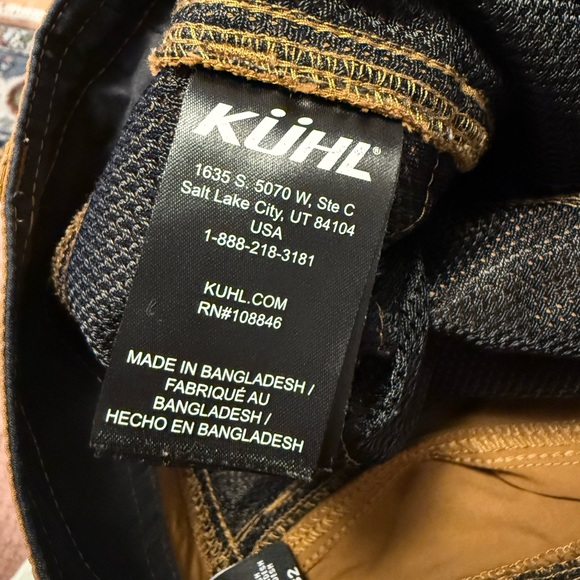 KÜHL®
1635 S. 5070 W, Ste C
Salt Lake City, UT 84104
USA
1-888-218-3181
KUHL.COM
RN#108846
MADE IN BANGLADESH /
FABRIQUÉ AU
BANGLADESH /
HECHO EN BANGLADESH